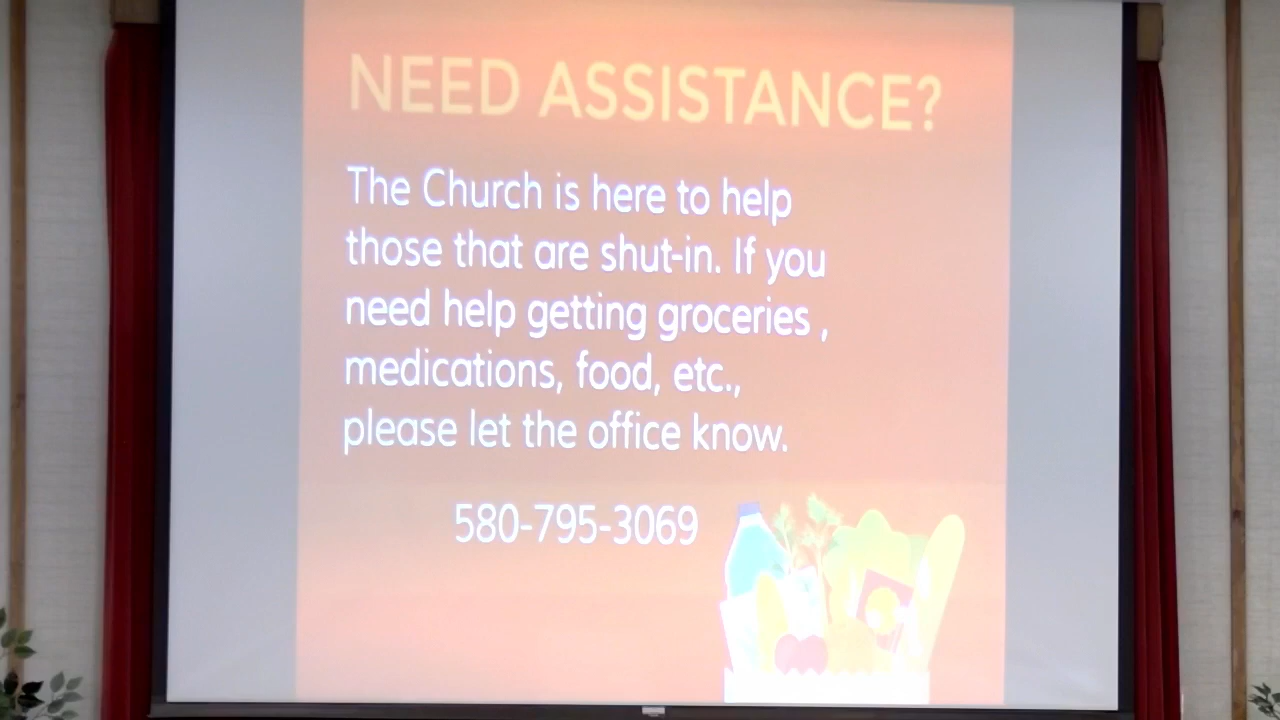 NEED ASSISTANCE?
The Church is here to help
those that are shut-in. If you
need help getting groceries ,
medications, food, etc.,
please let the office know.
580-795-3069